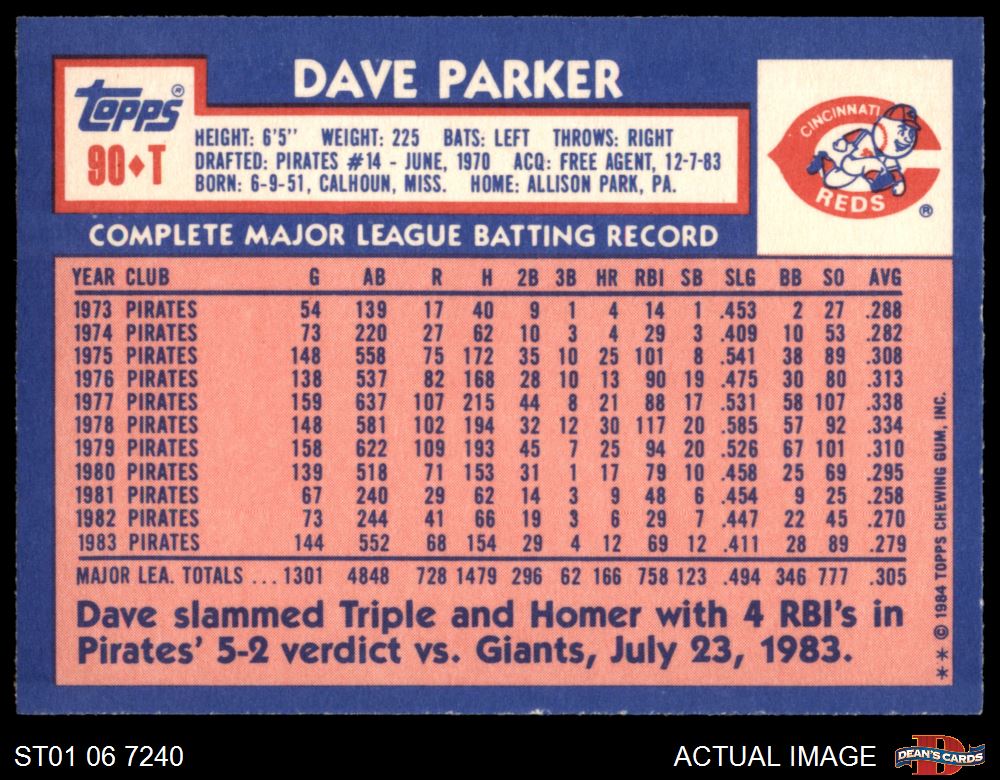 Topps®
90♦T
DAVE PARKER
HEIGHT: 6'5" WEIGHT: 225 BATS: LEFT THROWS: RIGHT
DRAFTED: PIRATES #14 - JUNE, 1970 ACQ: FREE AGENT, 12-7-83
BORN: 6-9-51, CALHOUN, MISS. HOME: ALLISON PARK, PA.
CINCINNATI
REDS
®
COMPLETE MAJOR LEAGUE BATTING RECORD
YEAR CLUB G AB R H 2B 3B HR RBI SB SLG BB SO AVG
1973 PIRATES 54 139 17 40 9 1 4 14 1 .453 2 27 .288
1974 PIRATES 73 220 27 62 10 3 4 29 3 .409 10 53 .282
1975 PIRATES 148 558 75 172 35 10 25 101 8 .541 38 89 .308
1976 PIRATES 138 537 82 168 28 10 13 90 19 .475 30 80 .313
1977 PIRATES 159 637 107 215 44 8 21 88 17 .531 58 107 .338
1978 PIRATES 148 581 102 194 32 12 30 117 20 .585 57 92 .334
1979 PIRATES 158 622 109 193 45 7 25 94 20 .526 67 101 .310
1980 PIRATES 139 518 71 153 31 1 17 79 10 .458 25 69 .295
1981 PIRATES 67 240 29 62 14 3 9 48 6 .454 9 25 .258
1982 PIRATES 73 244 41 66 19 3 6 29 7 .447 22 45 .270
1983 PIRATES 144 552 68 154 29 4 12 69 12 .411 28 89 .279
MAJOR LEA. TOTALS ... 1301 4848 728 1479 296 62 166 758 123 .494 346 777 .305
Dave slammed Triple and Homer with 4 RBI's in
Pirates' 5-2 verdict vs. Giants, July 23, 1983.
** © 1984 TOPPS CHEWING GUM, INC.
ST01 06 7240
ACTUAL IMAGE
DEAN'S CARDS